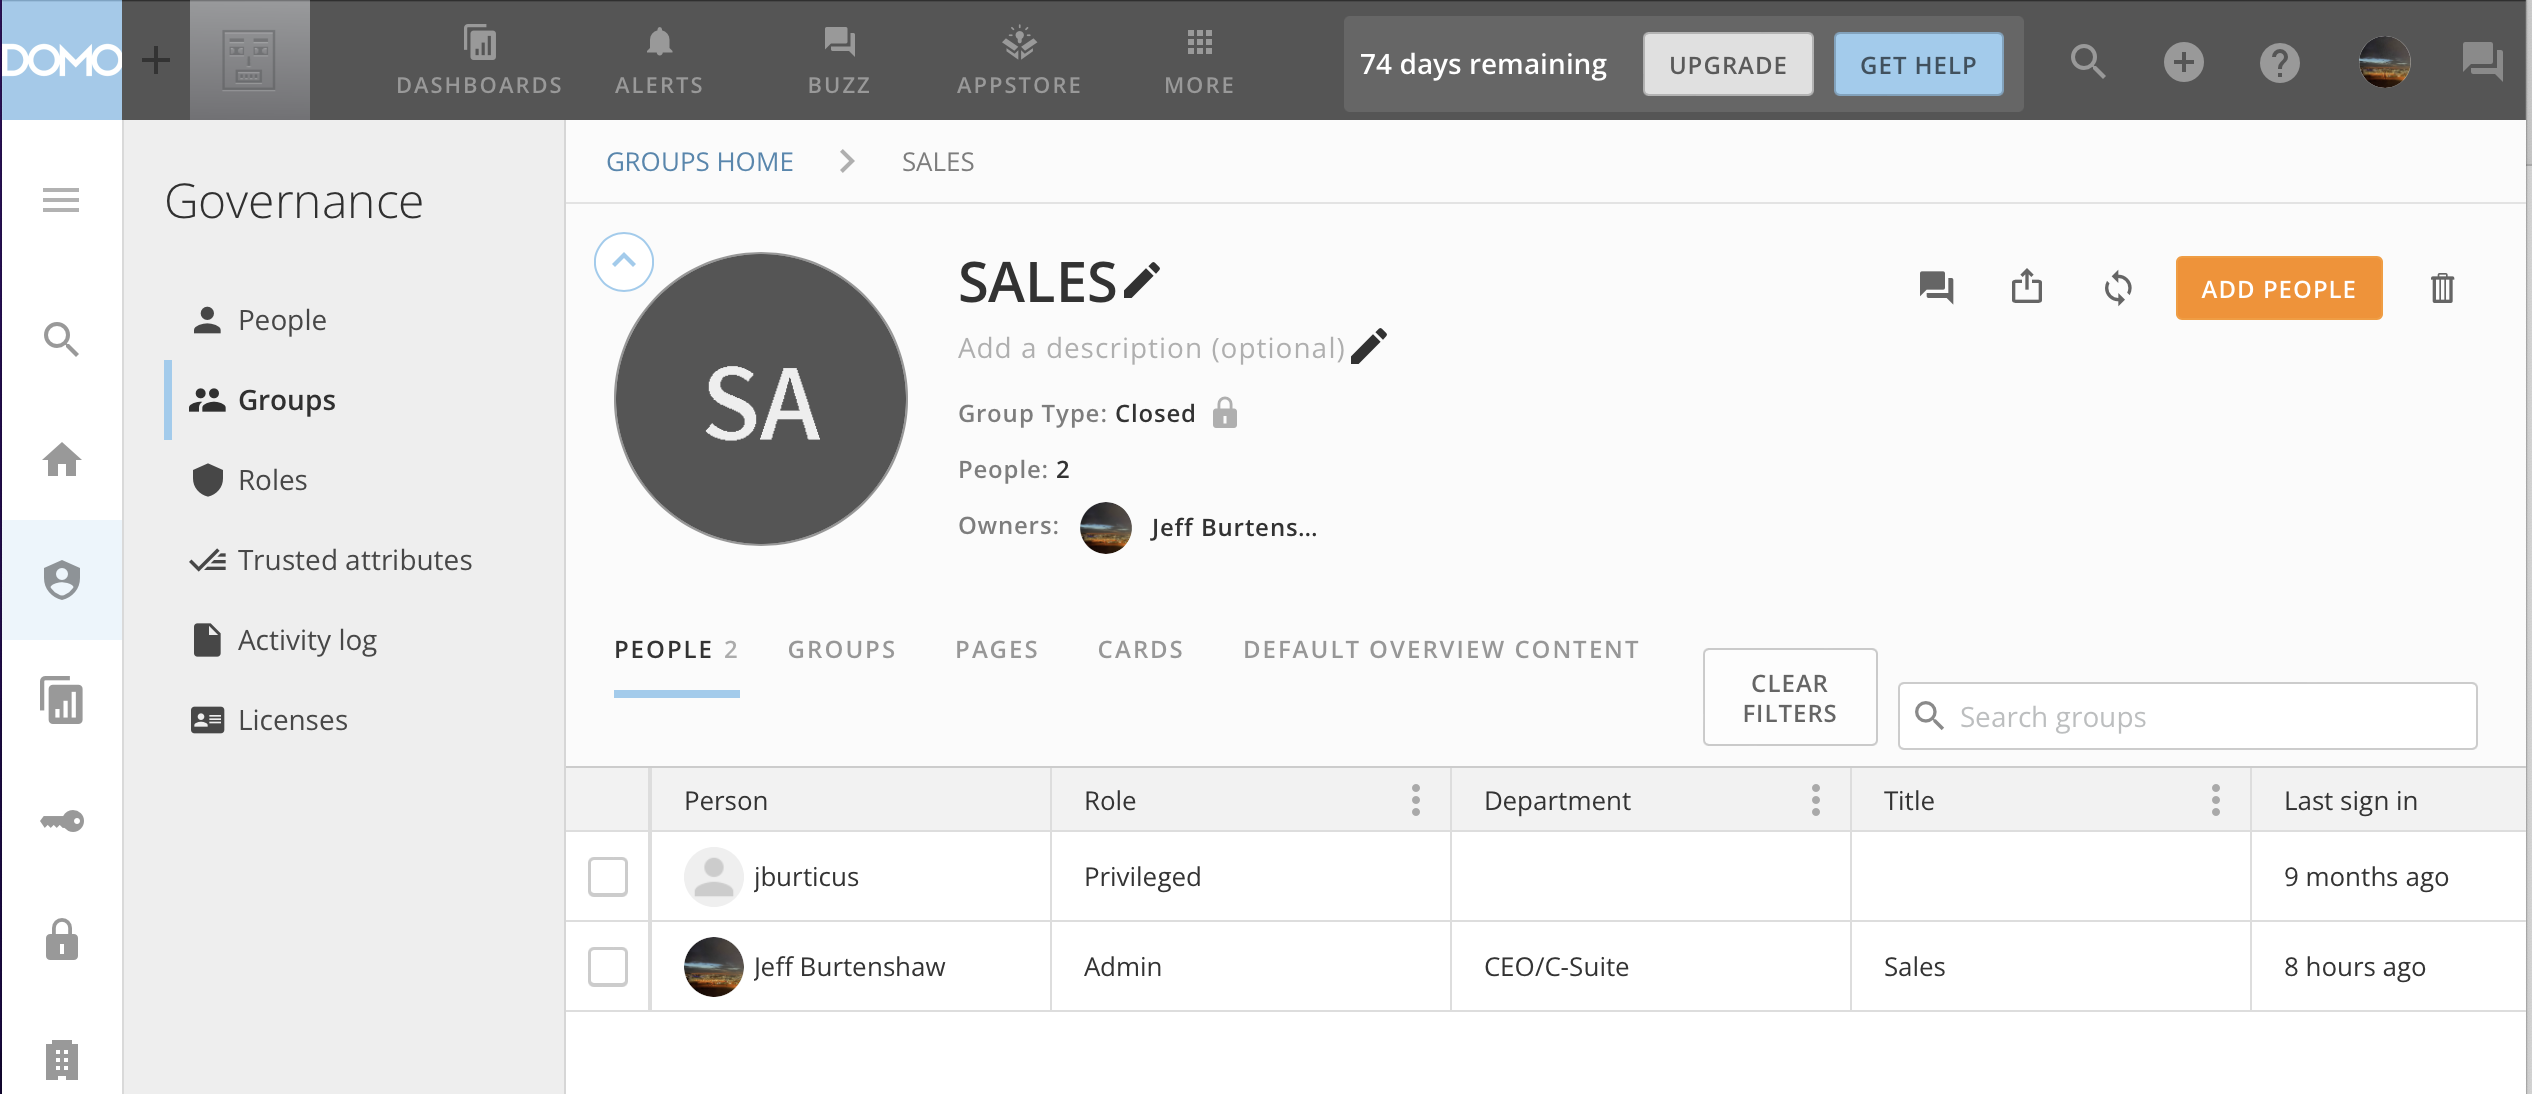 DOMO
DASHBOARDS
ALERTS
BUZZ
APPSTORE
MORE
74 days remaining
UPGRADE
GET HELP
Governance
People
Groups
Roles
Trusted attributes
Activity log
Licenses
GROUPS HOME
SALES
SA
SALES
Add a description (optional)
Group Type: Closed
People: 2
Owners: Jeff Burtens...
PEOPLE 2
GROUPS
PAGES
CARDS
DEFAULT OVERVIEW CONTENT
CLEAR
FILTERS
Search groups
Person Role Department Title Last sign in
jburticus Privileged 9 months ago
Jeff Burtenshaw Admin CEO/C-Suite Sales 8 hours ago